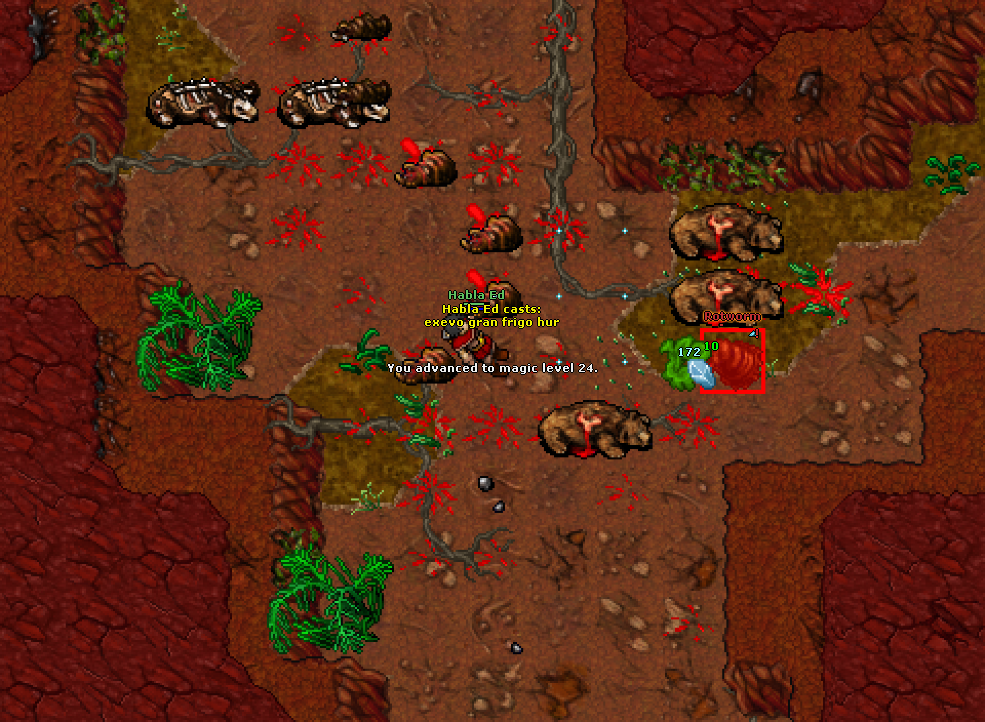 Habla Ed
Habla Ed casts:
exevo gran frigo hur
Rotworm
172
10
You advanced to magic level 24.